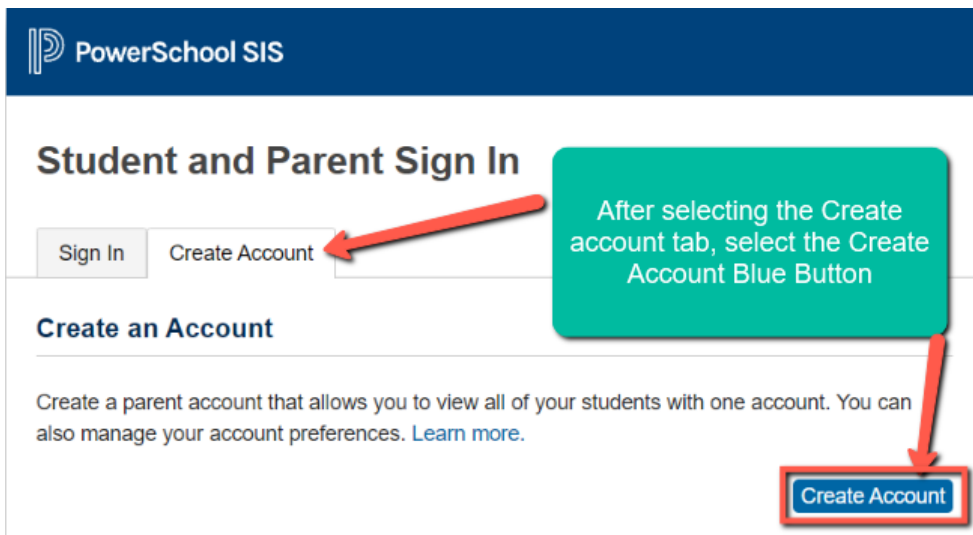 PowerSchool SIS
Student and Parent Sign In
After selecting the Create
account tab, select the Create
Account Blue Button
Sign In
Create Account
Create an Account
Create a parent account that allows you to view all of your students with one account. You can
also manage your account preferences. Learn more.
Create Account